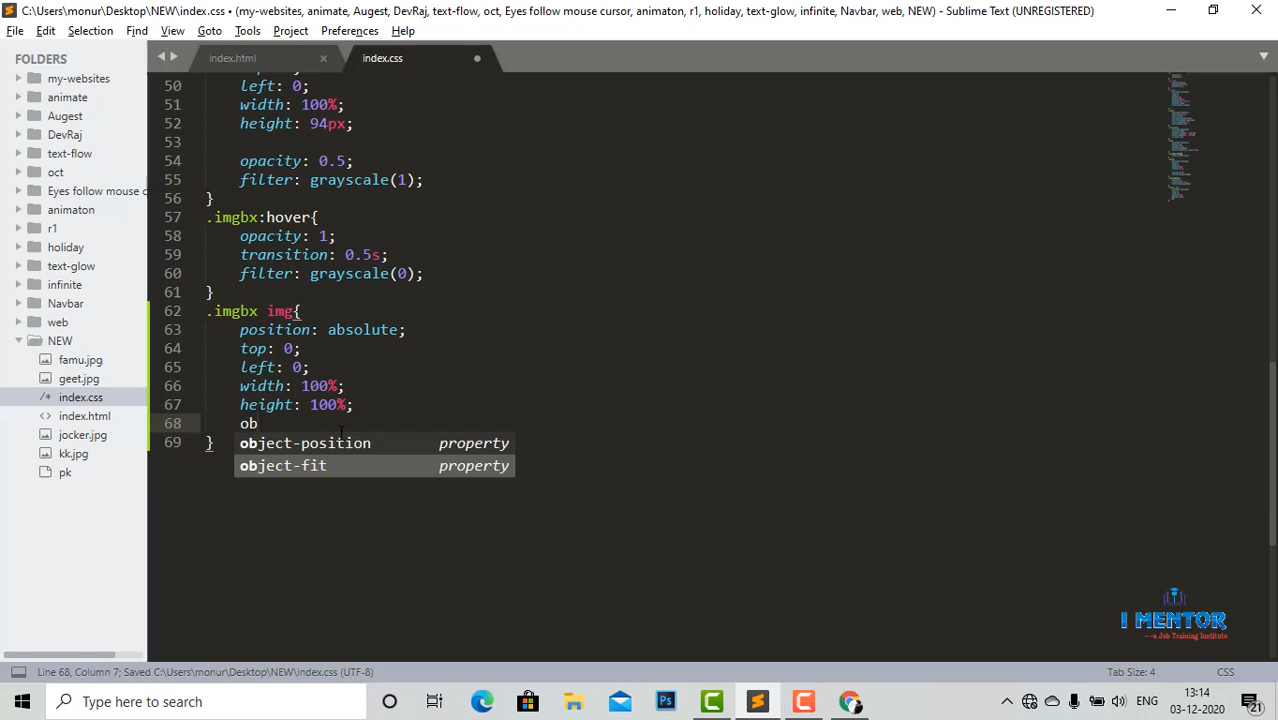 C:\Users\monur\Desktop\NEW\index.css • (my-websites, animate, Augest, DevRaj, text-flow, oct, Eyes follow mouse cursor, animaton, r1, holiday, text-glow, infinite, Navbar, web, NEW) - Sublime Text (UNREGISTERED)
File Edit Selection Find View Goto Tools Project Preferences Help
FOLDERS
my-websites
animate
Augest
DevRaj
text-flow
oct
Eyes follow mouse c
animaton
r1
holiday
text-glow
infinite
Navbar
web
NEW
famu.jpg
geet.jpg
/* index.css
<> index.html
jocker.jpg
kk.jpg
pk
index.html × index.css
50 left: 0;
51 width: 100%;
52 height: 94px;
53
54 opacity: 0.5;
55 filter: grayscale(1);
56 }
57 .imgbx:hover{
58 opacity: 1;
59 transition: 0.5s;
60 filter: grayscale(0);
61 }
62 .imgbx img{
63 position: absolute;
64 top: 0;
65 left: 0;
66 width: 100%;
67 height: 100%;
68 ob
69 }
object-position property
object-fit property
I MENTOR
...a Job Training Institute
Line 68, Column 7; Saved C:\Users\monur\Desktop\NEW\index.css (UTF-8) Tab Size: 4 CSS
Type here to search
Ps
ENG
13:14
03-12-2020
21